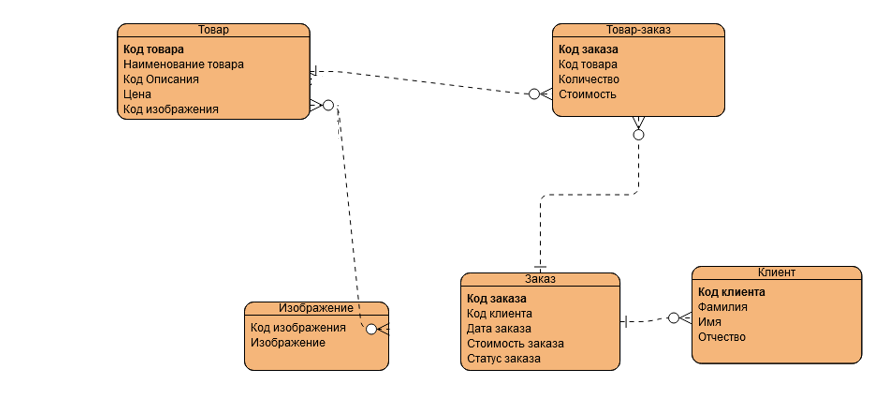 Товар
Код товара
Наименование товара
Код Описания
Цена
Код изображения
Товар-заказ
Код заказа
Код товара
Количество
Стоимость
Изображение
Код изображения
Изображение
Заказ
Код заказа
Код клиента
Дата заказа
Стоимость заказа
Статус заказа
Клиент
Код клиента
Фамилия
Имя
Отчество